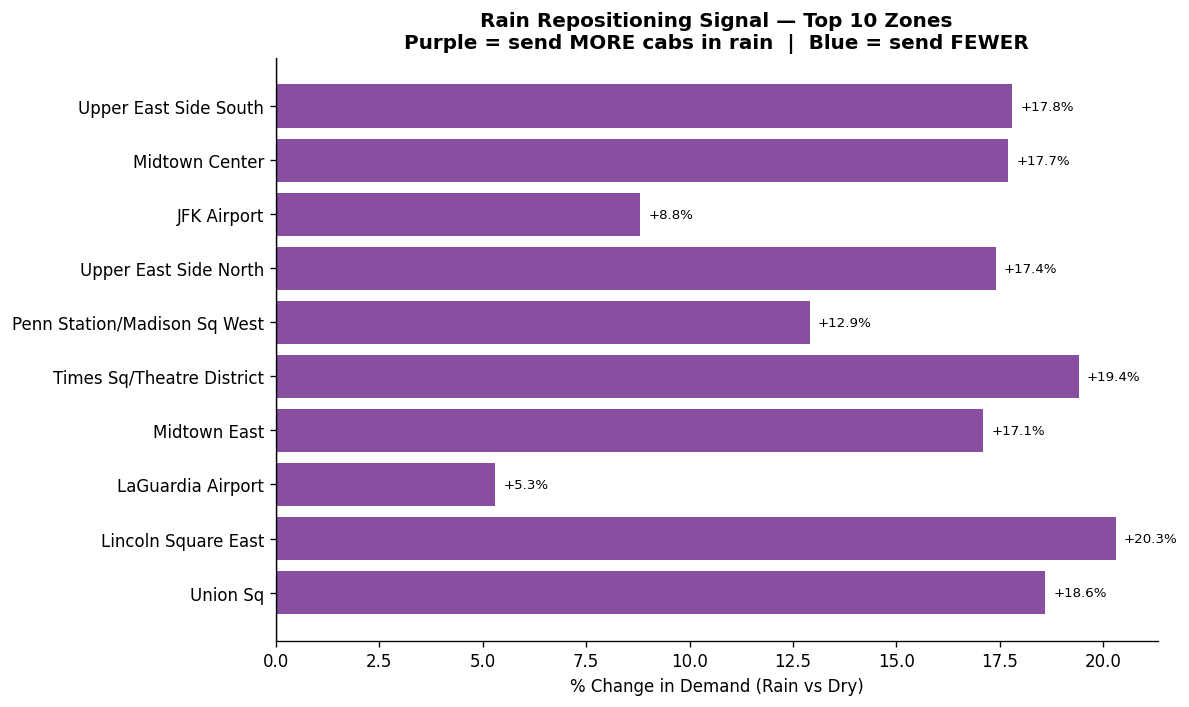 Rain Repositioning Signal — Top 10 Zones
Purple = send MORE cabs in rain | Blue = send FEWER
Upper East Side South
+17.8%
Midtown Center
+17.7%
JFK Airport
+8.8%
Upper East Side North
+17.4%
Penn Station/Madison Sq West
+12.9%
Times Sq/Theatre District
+19.4%
Midtown East
+17.1%
LaGuardia Airport
+5.3%
Lincoln Square East
+20.3%
Union Sq
+18.6%
0.0 2.5 5.0 7.5 10.0 12.5 15.0 17.5 20.0
% Change in Demand (Rain vs Dry)